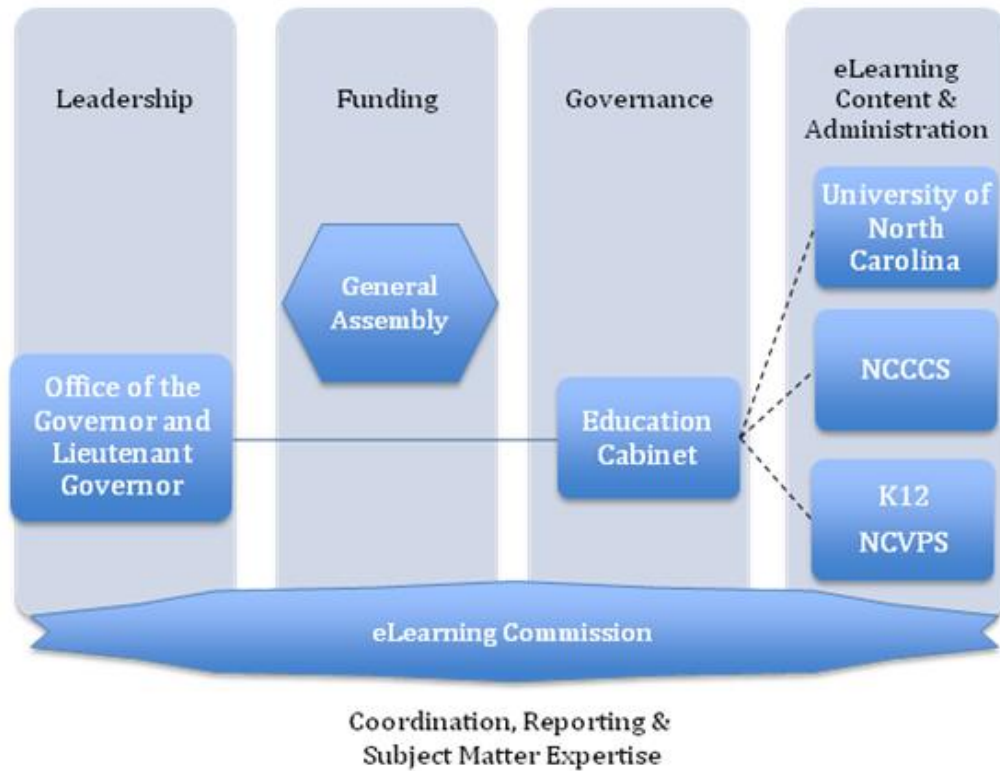 Leadership
Funding
Governance
eLearning
Content &
Administration
University of
North
Carolina
General
Assembly
NCCCS
Office of the
Governor and
Lieutenant
Governor
Education
Cabinet
K12
NCVPS
eLearning Commission
Coordination, Reporting &
Subject Matter Expertise